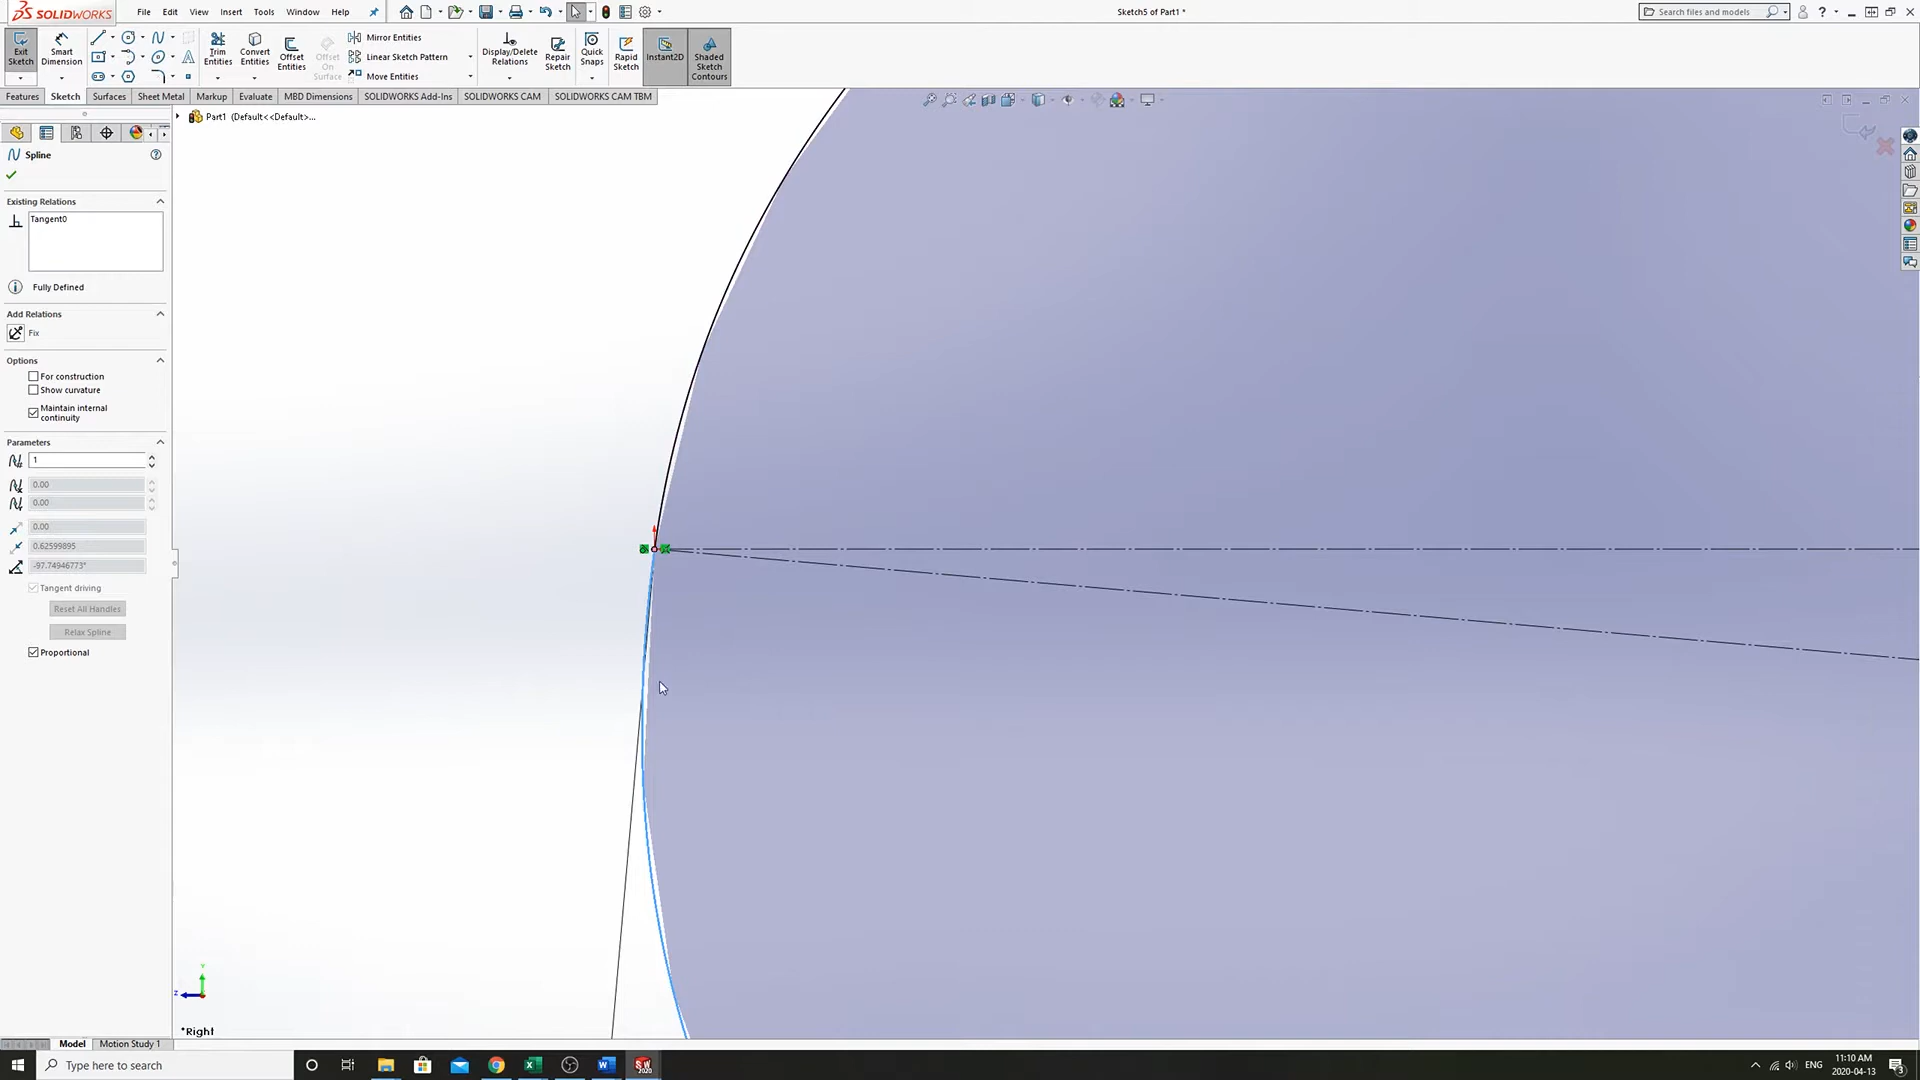 SOLIDWORKS File Edit View Insert Tools Window Help Sketch5 of Part1 * Search files and models
Exit Sketch
Smart Dimension
Trim Entities
Convert Entities
Offset Entities
Offset On Surface
Mirror Entities
Linear Sketch Pattern
Move Entities
Display/Delete Relations
Repair Sketch
Quick Snaps
Rapid Sketch
Instant2D
Shaded Sketch Contours
Features Sketch Surfaces Sheet Metal Markup Evaluate MBD Dimensions SOLIDWORKS Add-Ins SOLIDWORKS CAM SOLIDWORKS CAM TBM
Part1 (Default<<Default>...
Spline
Existing Relations
Tangent0
Fully Defined
Add Relations
Fix
Options
For construction
Show curvature
Maintain internal
continuity
Parameters
1
0.00
0.00
0.00
0.62599895
-97.74946773°
Tangent driving
Reset All Handles
Relax Spline
Proportional
Y
Z
*Right
Model Motion Study 1
Type here to search
ENG
11:10 AM
2020-04-13